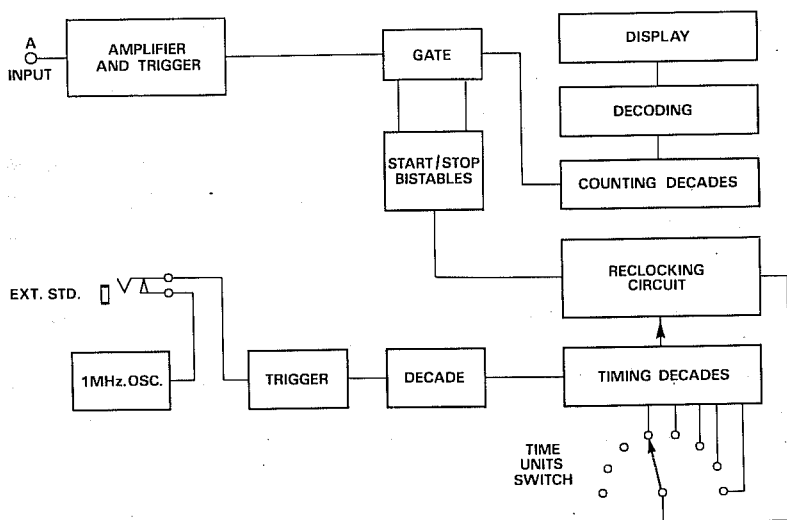 A
INPUT
AMPLIFIER
AND TRIGGER
GATE
DISPLAY
DECODING
START/STOP
BISTABLES
COUNTING DECADES
RECLOCKING
CIRCUIT
EXT. STD.
1MHz.OSC.
TRIGGER
DECADE
TIMING DECADES
TIME
UNITS
SWITCH